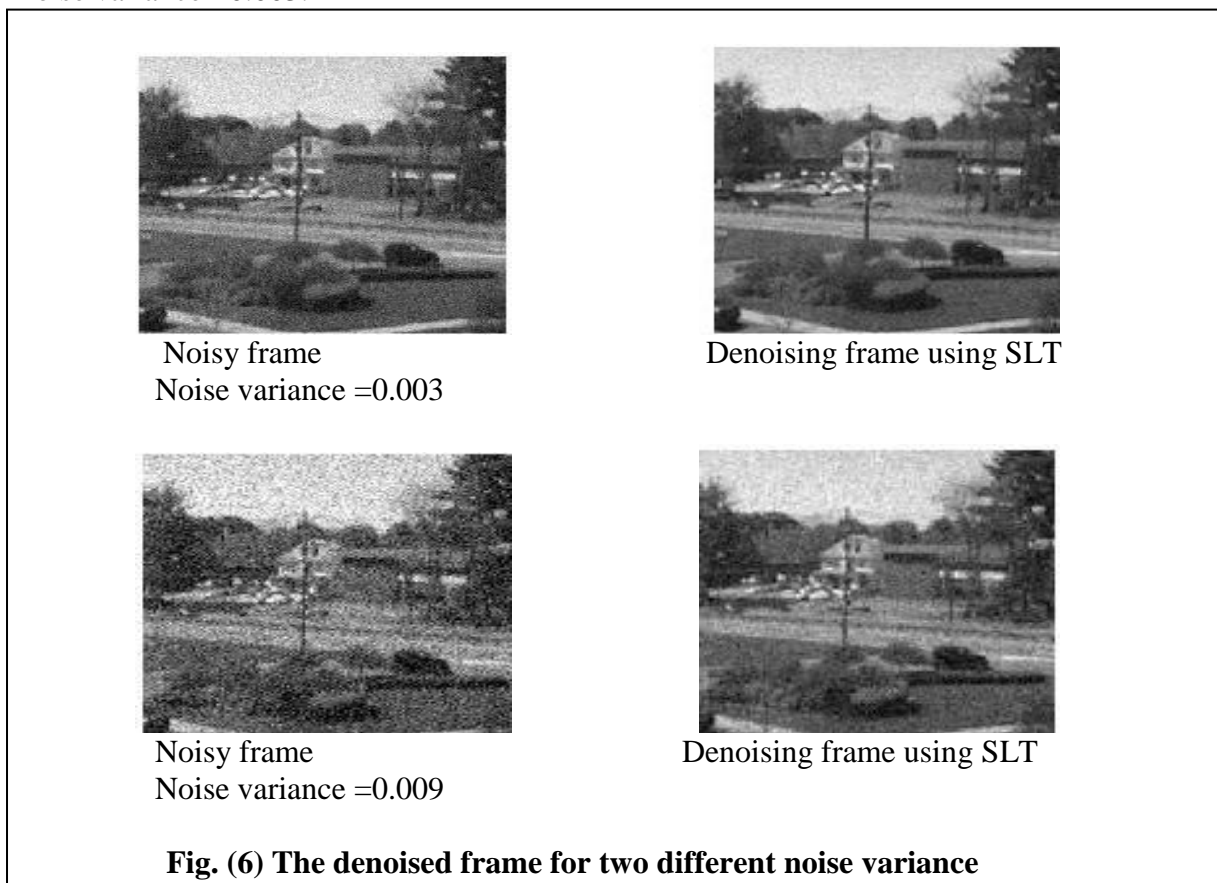 Noisy frame
Denoising frame using SLT
Noise variance =0.003
Noisy frame
Denoising frame using SLT
Noise variance =0.009
Fig. (6) The denoised frame for two different noise variance